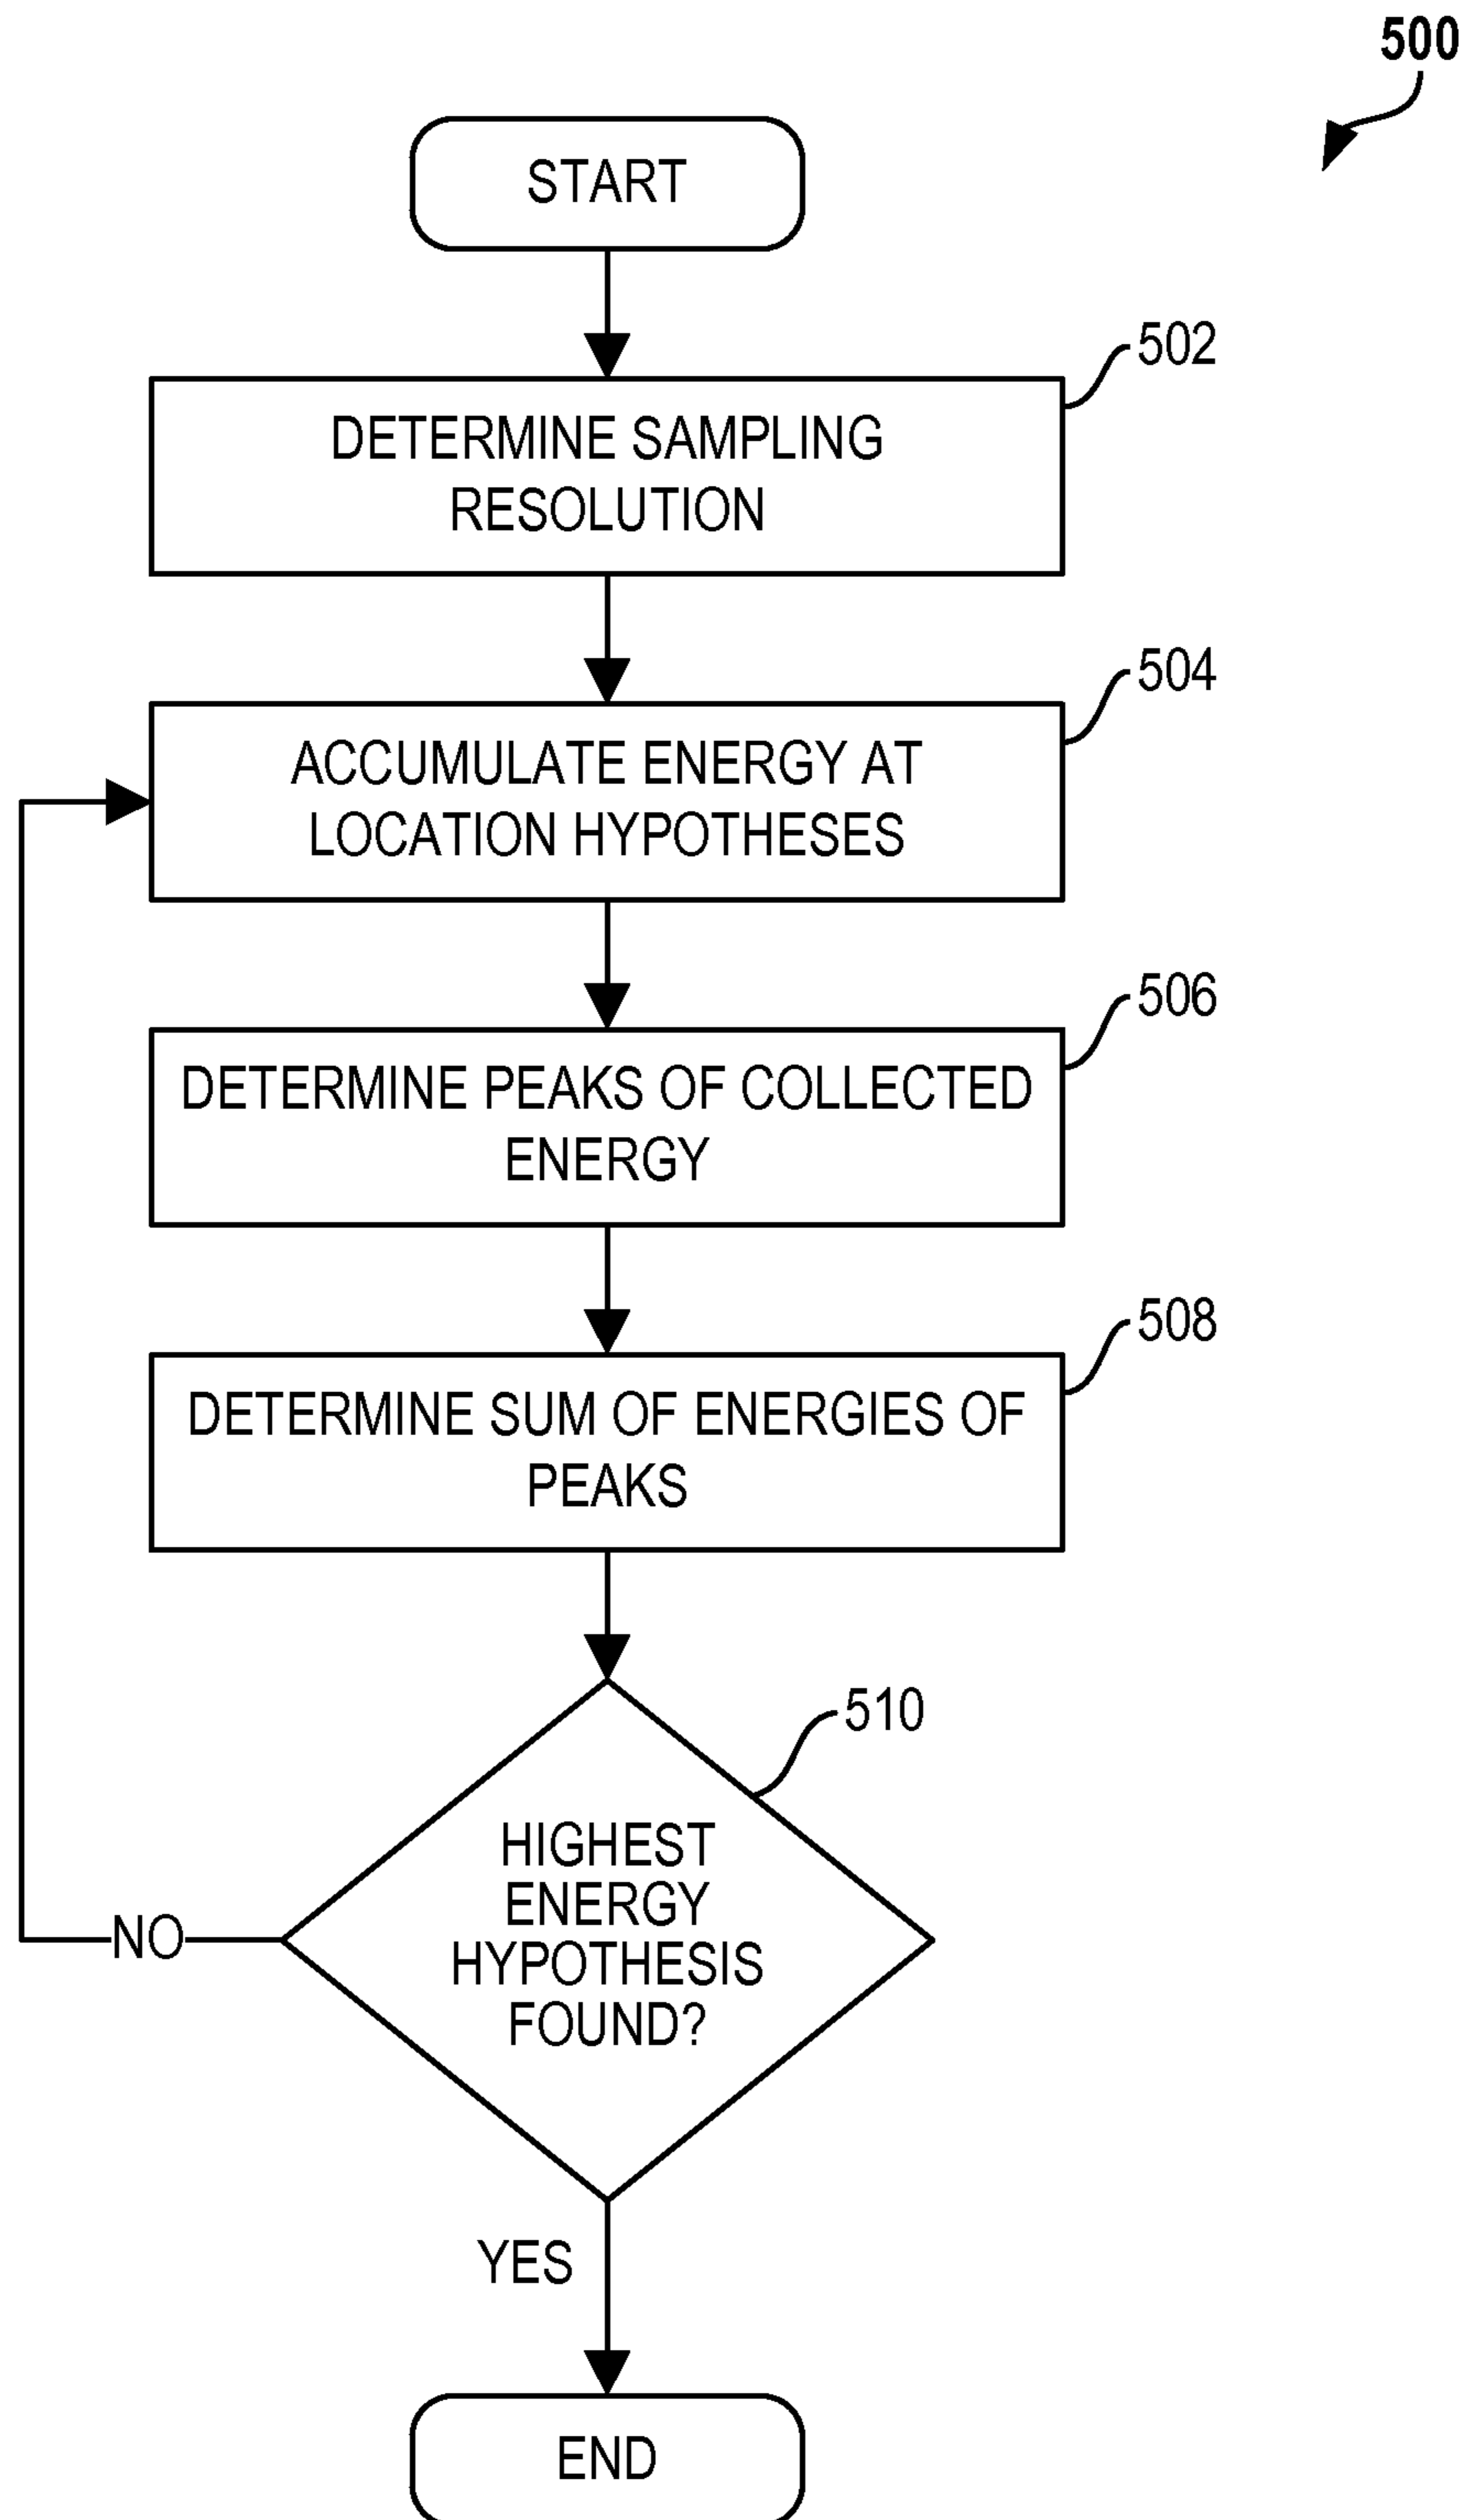 500
START
502
DETERMINE SAMPLING
RESOLUTION
504
ACCUMULATE ENERGY AT
LOCATION HYPOTHESES
506
DETERMINE PEAKS OF COLLECTED
ENERGY
508
DETERMINE SUM OF ENERGIES OF
PEAKS
510
HIGHEST
ENERGY
HYPOTHESIS
FOUND?
NO
YES
END